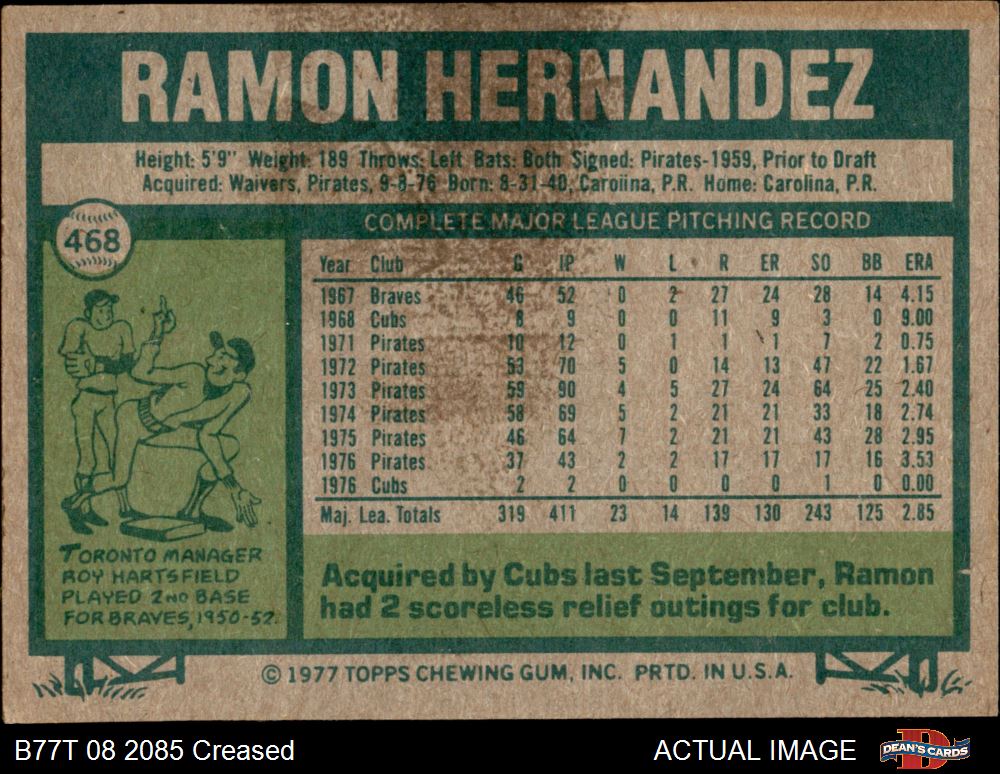 RAMON HERNANDEZ
Height: 5'9" Weight: 189 Throws: Left Bats: Both Signed: Pirates-1959, Prior to Draft
Acquired: Waivers, Pirates, 9-8-76 Born: 8-31-40, Carolina, P.R. Home: Carolina, P.R.
468
COMPLETE MAJOR LEAGUE PITCHING RECORD
Year Club G IP W L R ER SO BB ERA
1967 Braves 46 52 0 2 27 24 28 14 4.15
1968 Cubs 8 9 0 0 11 9 3 0 9.00
1971 Pirates 10 12 0 1 1 1 7 2 0.75
1972 Pirates 53 70 5 0 14 13 47 22 1.67
1973 Pirates 59 90 4 5 27 24 64 25 2.40
1974 Pirates 58 69 5 2 21 21 33 18 2.74
1975 Pirates 46 64 7 2 21 21 43 28 2.95
1976 Pirates 37 43 2 2 17 17 17 16 3.53
1976 Cubs 2 2 0 0 0 0 1 0 0.00
Maj. Lea. Totals 319 411 23 14 139 130 243 125 2.85
TORONTO MANAGER
ROY HARTSFIELD
PLAYED 2ND BASE
FOR BRAVES, 1950-52.
Acquired by Cubs last September, Ramon
had 2 scoreless relief outings for club.
© 1977 TOPPS CHEWING GUM, INC. PRTD. IN U.S.A.
B77T 08 2085 Creased
ACTUAL IMAGE
DEAN'S CARDS